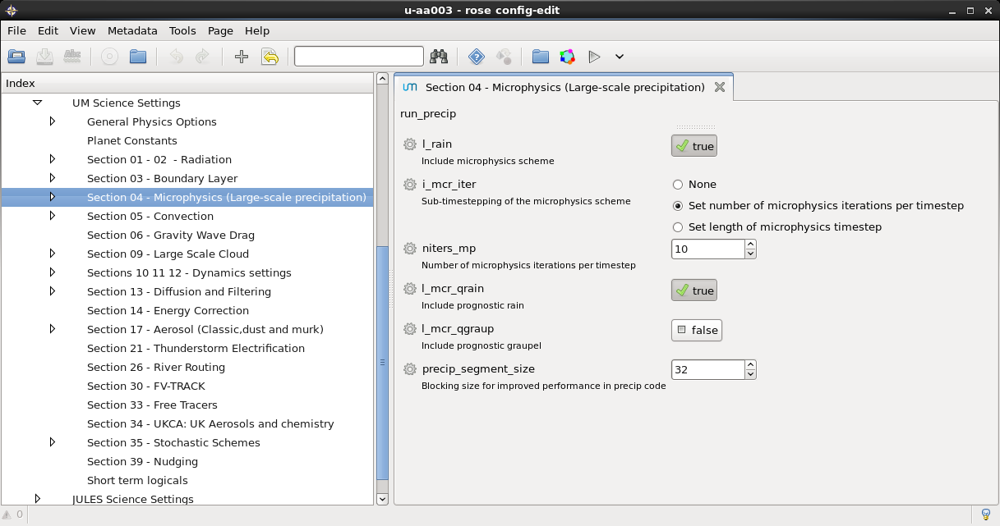 u-aa003 - rose config-edit
File Edit View Metadata Tools Page Help
Index
UM Science Settings
General Physics Options
Planet Constants
Section 01 - 02  - Radiation
Section 03 - Boundary Layer
Section 04 - Microphysics (Large-scale precipitation)
Section 05 - Convection
Section 06 - Gravity Wave Drag
Section 09 - Large Scale Cloud
Sections 10 11 12 - Dynamics settings
Section 13 - Diffusion and Filtering
Section 14 - Energy Correction
Section 17 - Aerosol (Classic,dust and murk)
Section 21 - Thunderstorm Electrification
Section 26 - River Routing
Section 30 - FV-TRACK
Section 33 - Free Tracers
Section 34 - UKCA: UK Aerosols and chemistry
Section 35 - Stochastic Schemes
Section 39 - Nudging
Short term logicals
JULES Science Settings
0
um Section 04 - Microphysics (Large-scale precipitation)
run_precip
l_rain
true
Include microphysics scheme
i_mcr_iter
None
Sub-timestepping of the microphysics scheme
Set number of microphysics iterations per timestep
Set length of microphysics timestep
niters_mp
10
Number of microphysics iterations per timestep
l_mcr_qrain
true
Include prognostic rain
l_mcr_qgraup
false
Include prognostic graupel
precip_segment_size
32
Blocking size for improved performance in precip code